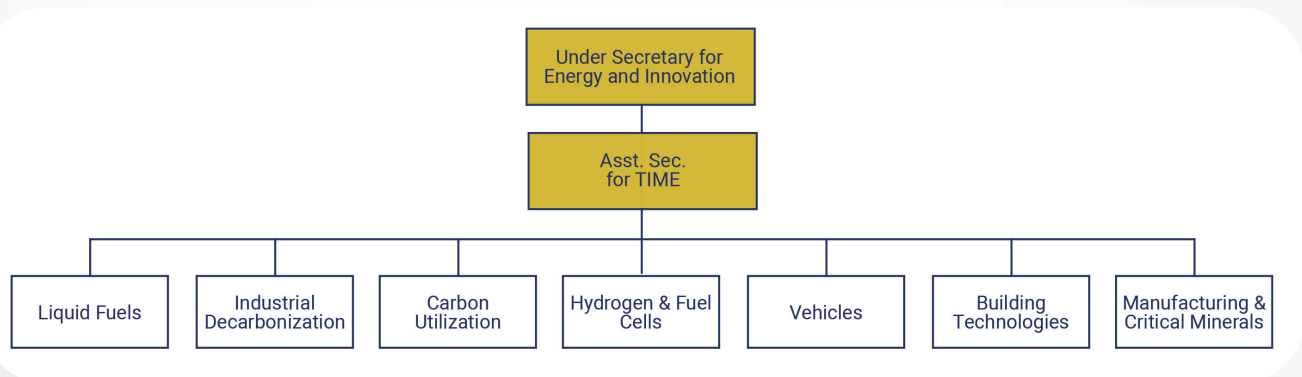 Under Secretary for
Energy and Innovation
Asst. Sec.
for TIME
Liquid Fuels
Industrial
Decarbonization
Carbon
Utilization
Hydrogen & Fuel
Cells
Vehicles
Building
Technologies
Manufacturing &
Critical Minerals